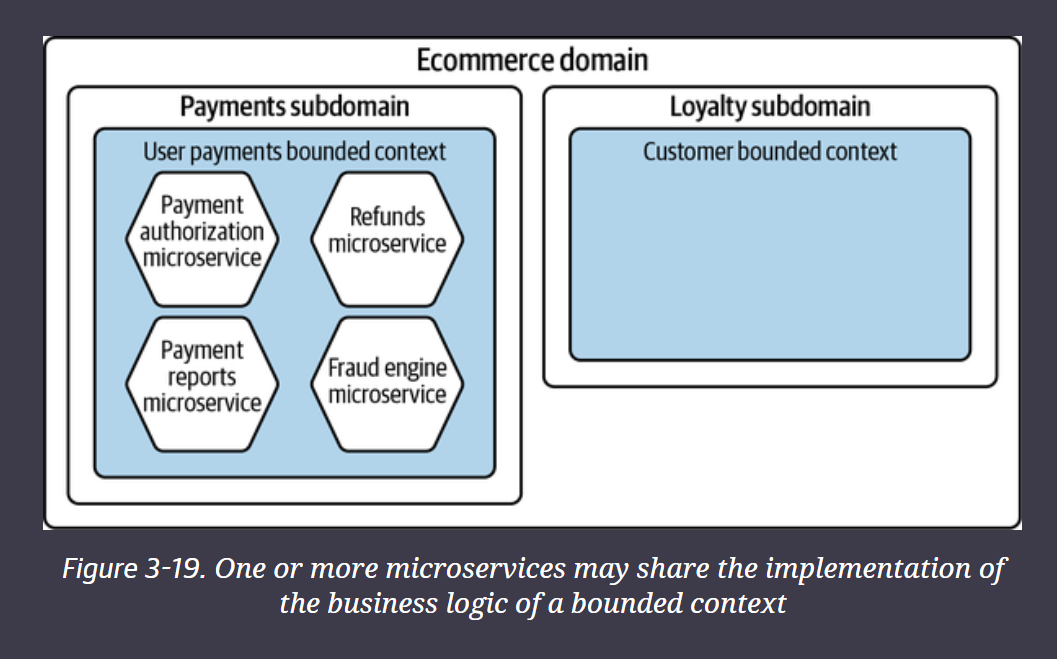 Ecommerce domain
Payments subdomain
User payments bounded context
Payment
authorization
microservice
Refunds
microservice
Payment
reports
microservice
Fraud engine
microservice
Loyalty subdomain
Customer bounded context
Figure 3-19. One or more microservices may share the implementation of
the business logic of a bounded context